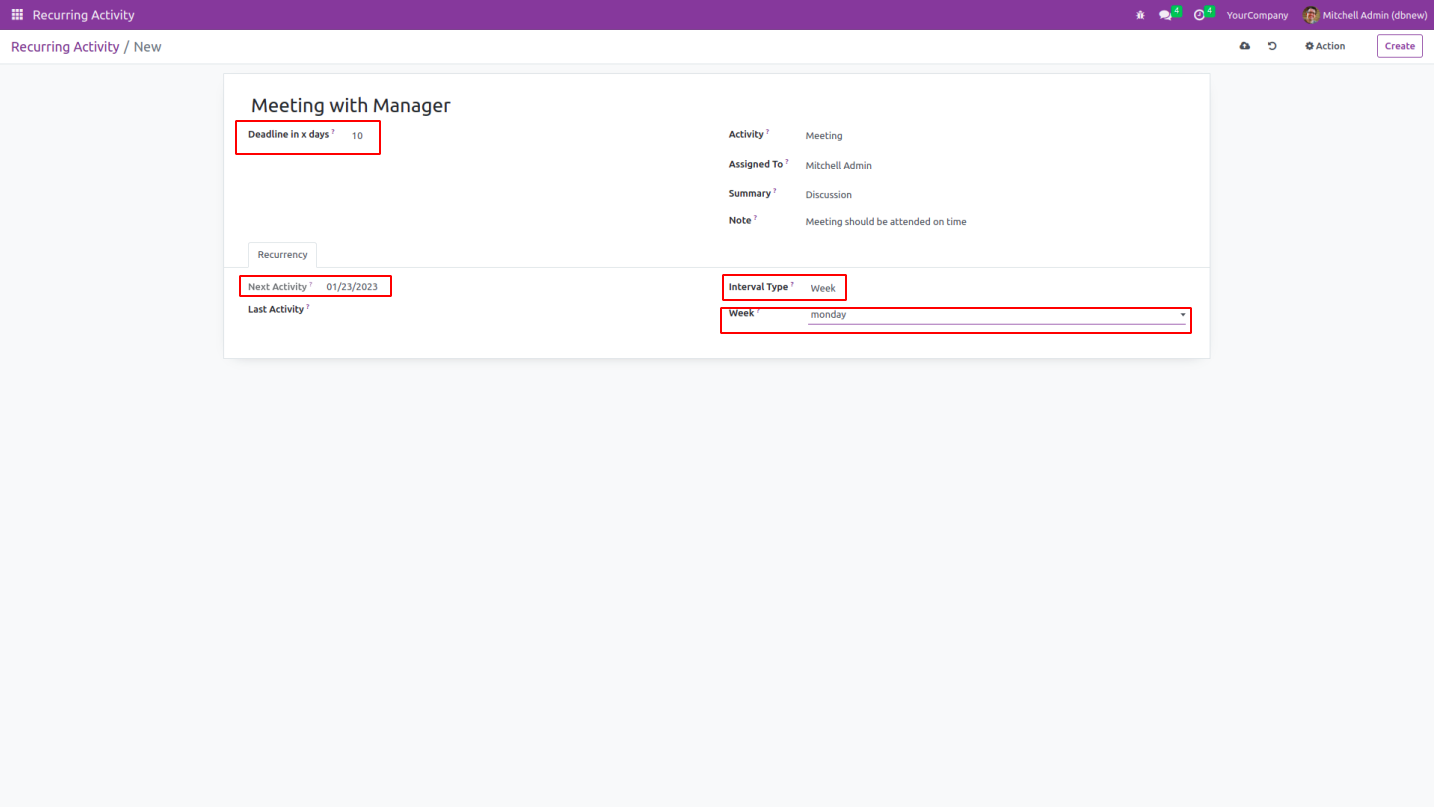 Recurring Activity
4
4
YourCompany
Mitchell Admin (dbnew)
Recurring Activity / New
Action
Create
Meeting with Manager
Deadline in x days ? 10
Activity ? Meeting
Assigned To ? Mitchell Admin
Summary ? Discussion
Note ? Meeting should be attended on time
Recurrency
Next Activity ? 01/23/2023
Interval Type ? Week
Last Activity ?
Week ? monday